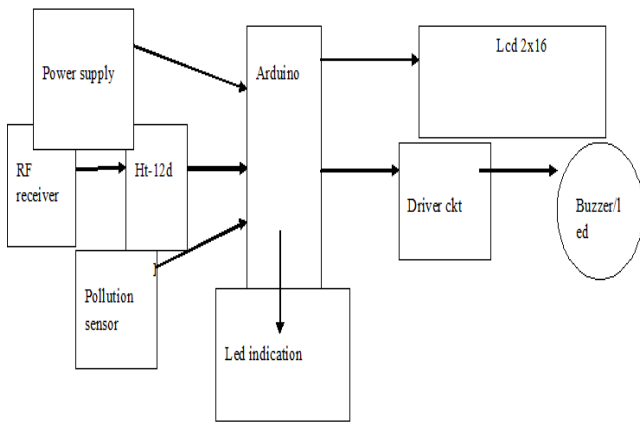 Power supply
Arduino
Lcd 2x16
RF
receiver
Ht-12d
Driver ckt
Buzzer/l
ed
Pollution
sensor
Led indication